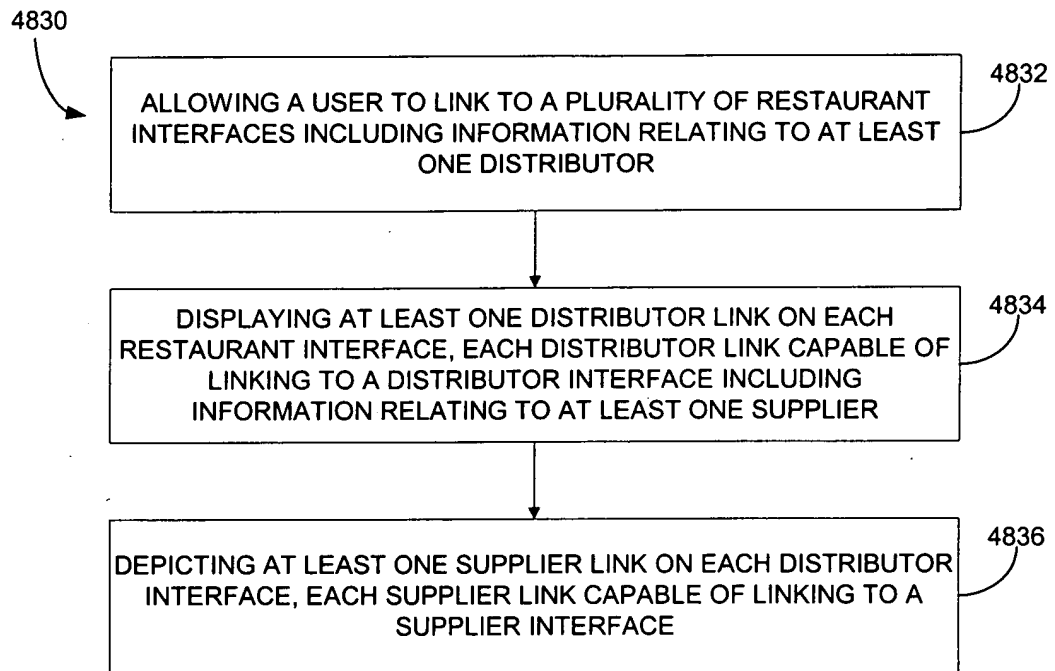 4830
4832
ALLOWING A USER TO LINK TO A PLURALITY OF RESTAURANT
INTERFACES INCLUDING INFORMATION RELATING TO AT LEAST
ONE DISTRIBUTOR
4834
DISPLAYING AT LEAST ONE DISTRIBUTOR LINK ON EACH
RESTAURANT INTERFACE, EACH DISTRIBUTOR LINK CAPABLE OF
LINKING TO A DISTRIBUTOR INTERFACE INCLUDING
INFORMATION RELATING TO AT LEAST ONE SUPPLIER
4836
DEPICTING AT LEAST ONE SUPPLIER LINK ON EACH DISTRIBUTOR
INTERFACE, EACH SUPPLIER LINK CAPABLE OF LINKING TO A
SUPPLIER INTERFACE